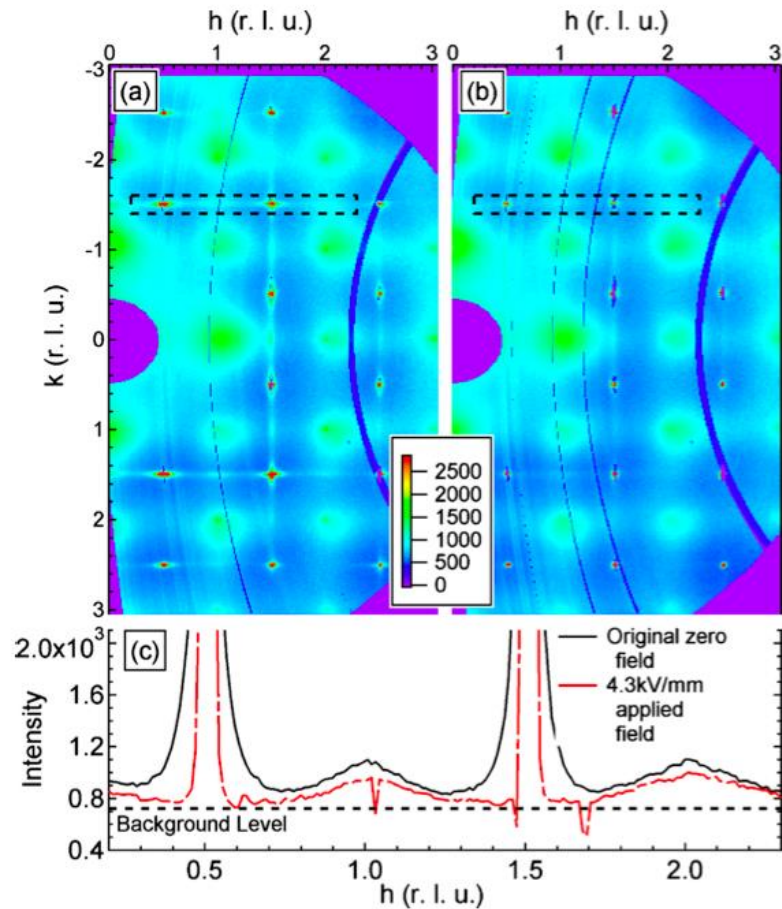 h (r. l. u.)
h (r. l. u.)
0 1 2 3
0 1 2 3
-3
-2
-1
0
1
2
3
k (r. l. u.)
(a)
(b)
2500
2000
1500
1000
500
0
(c)
2.0x10³
1.6
1.2
0.8
0.4
Intensity
Original zero
field
4.3kV/mm
applied
field
Background Level
0.5 1.0 1.5 2.0
h (r. l. u.)